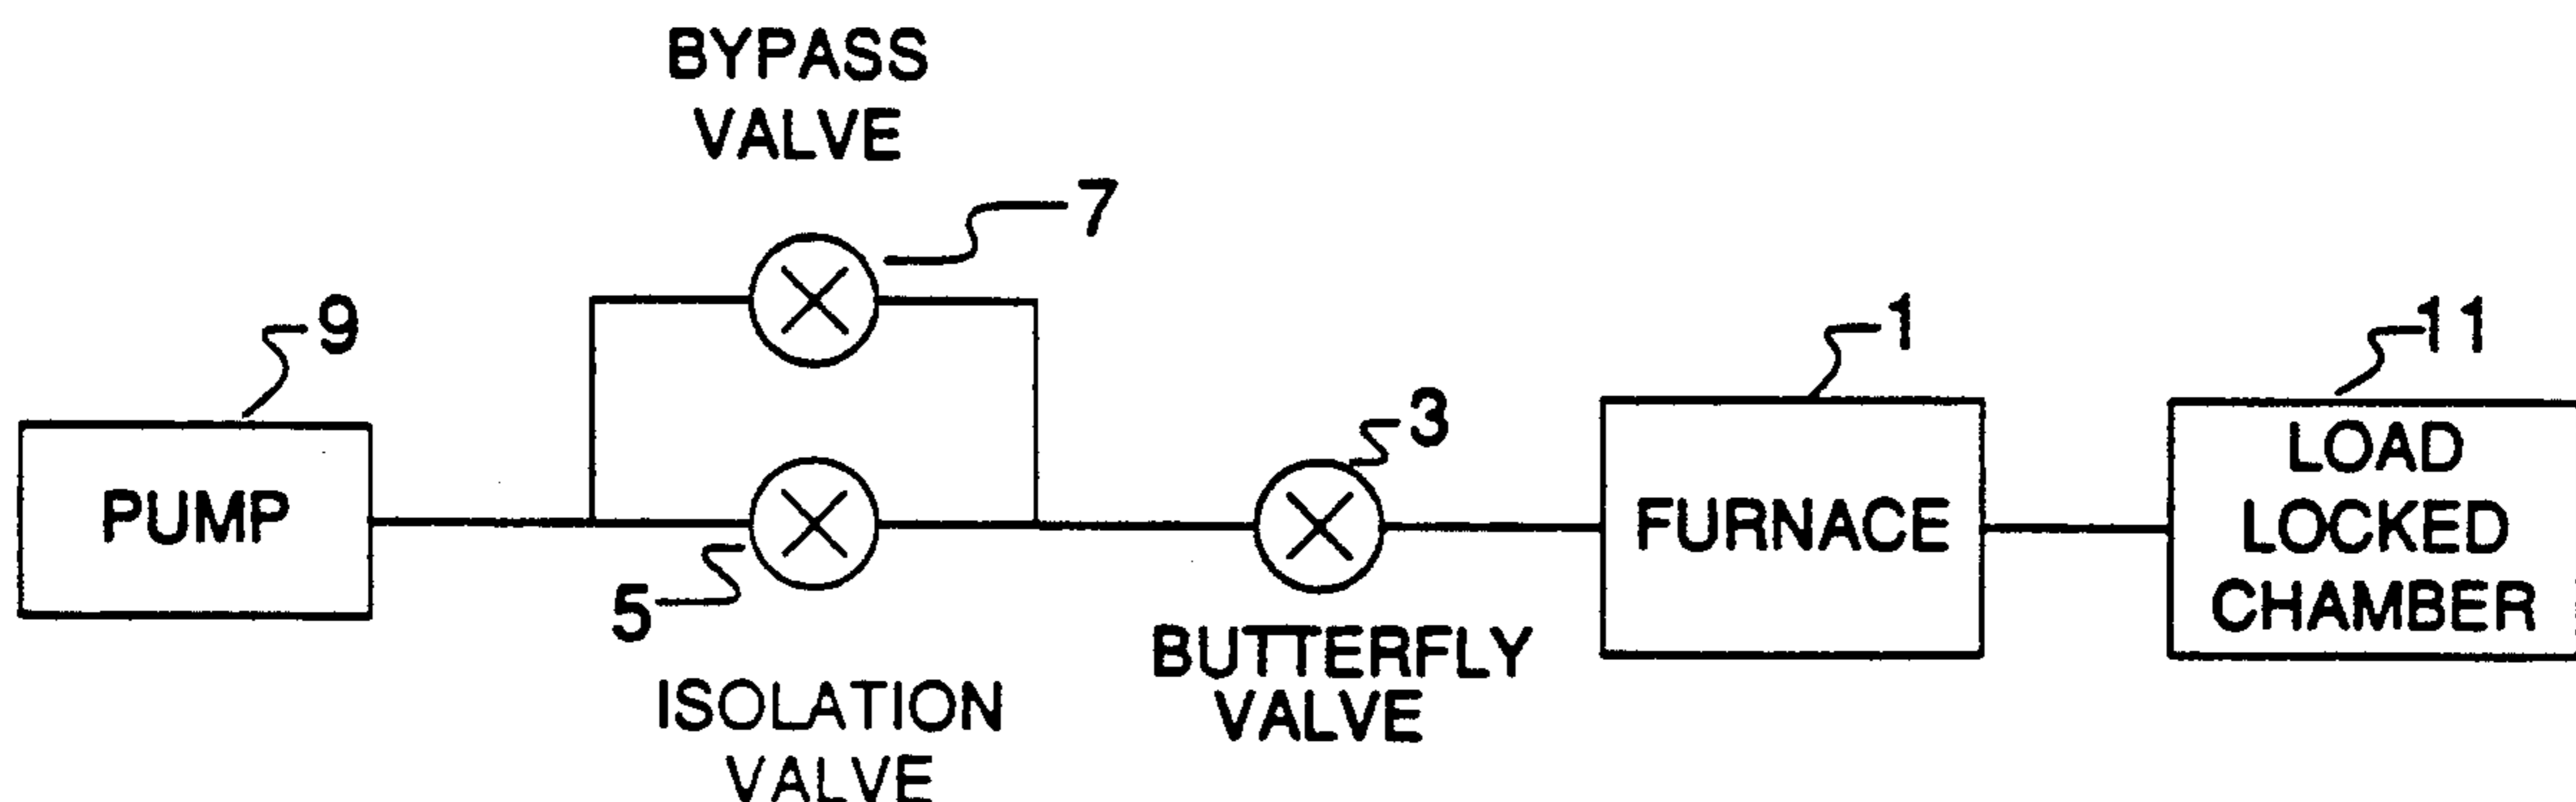 BYPASS
VALVE
7
9
PUMP
5
ISOLATION
VALVE
3
BUTTERFLY
VALVE
1
FURNACE
11
LOAD
LOCKED
CHAMBER